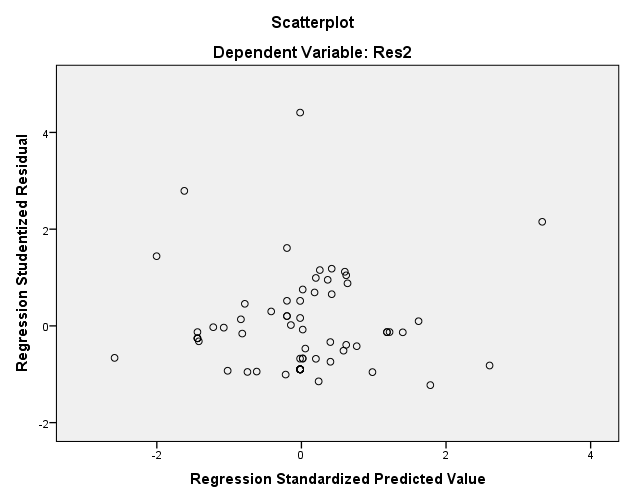 Scatterplot
Dependent Variable: Res2
Regression Studentized Residual
4
2
0
-2
-2
0
2
4
Regression Standardized Predicted Value